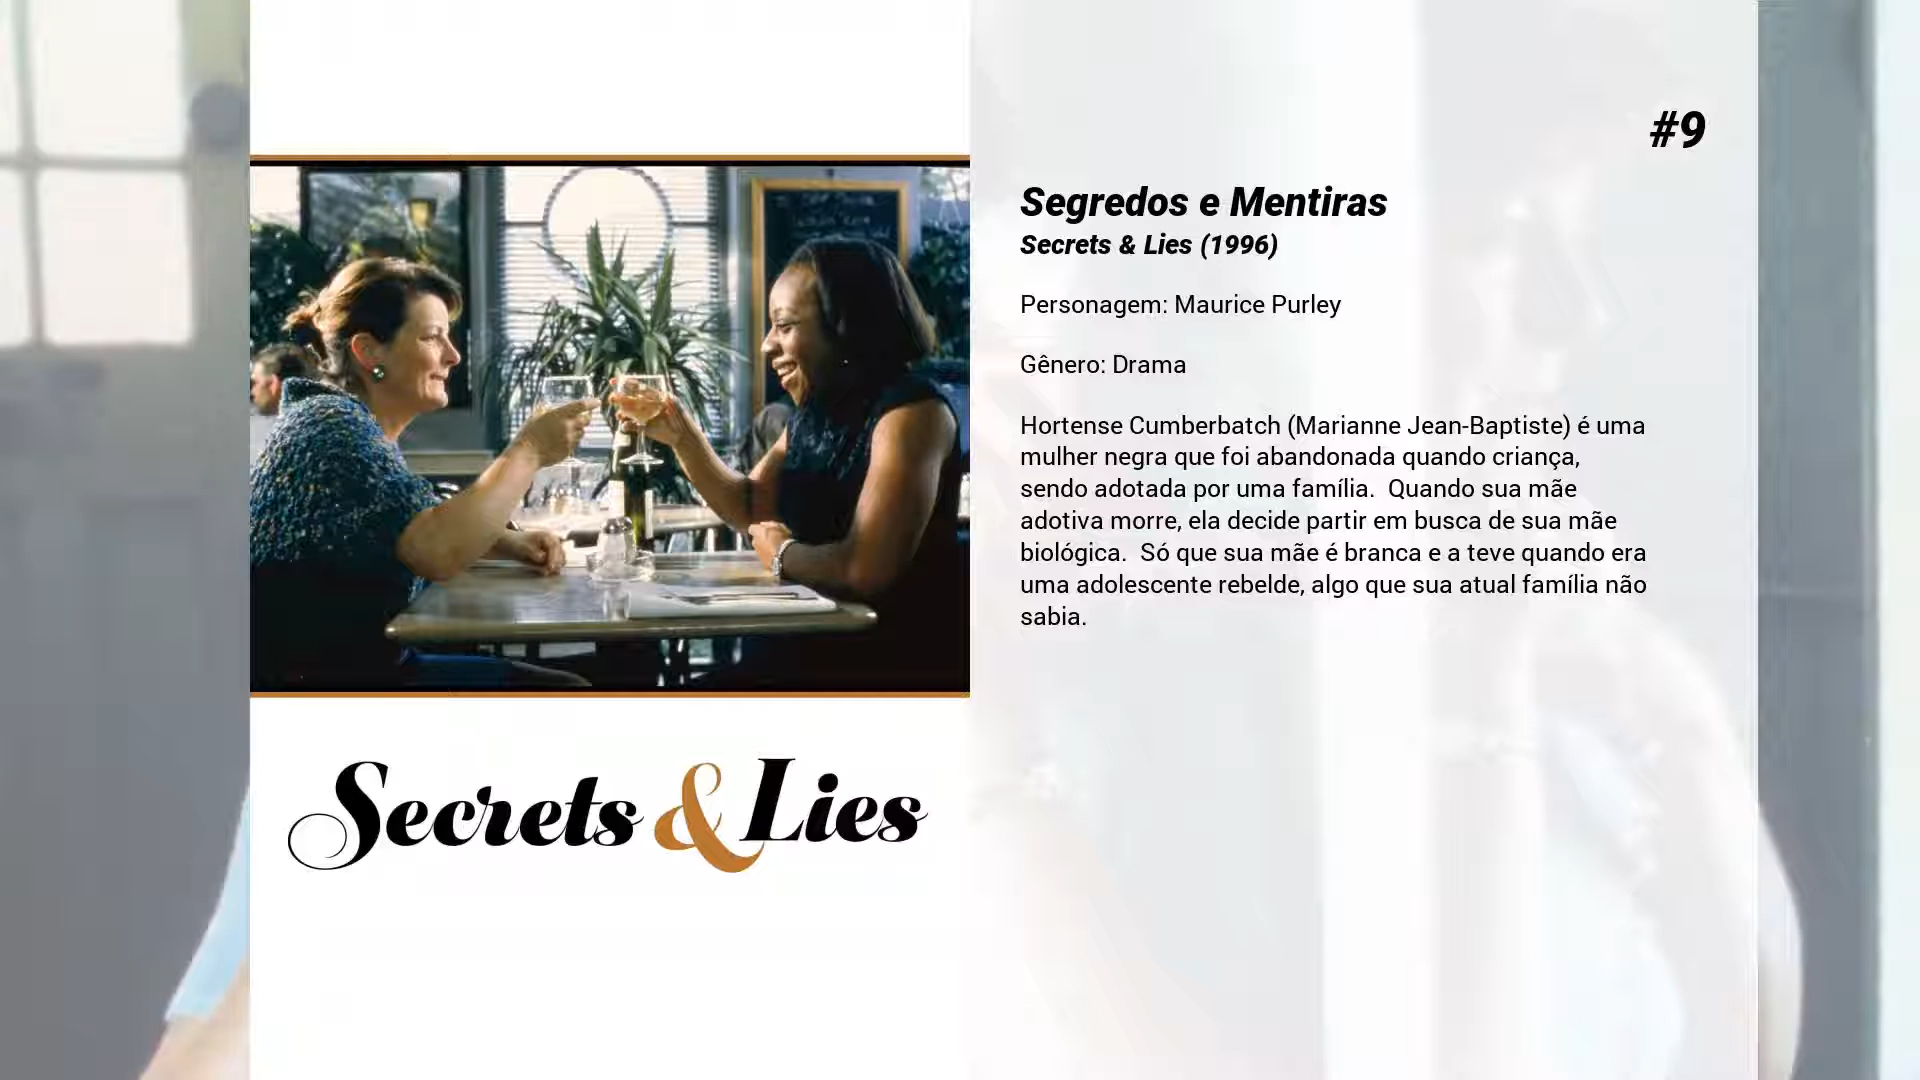 #9
Segredos e Mentiras
Secrets & Lies (1996)
Personagem: Maurice Purley
Gênero: Drama
Hortense Cumberbatch (Marianne Jean-Baptiste) é uma
mulher negra que foi abandonada quando criança,
sendo adotada por uma família.  Quando sua mãe
adotiva morre, ela decide partir em busca de sua mãe
biológica.  Só que sua mãe é branca e a teve quando era
uma adolescente rebelde, algo que sua atual família não
sabia.
Secrets & Lies